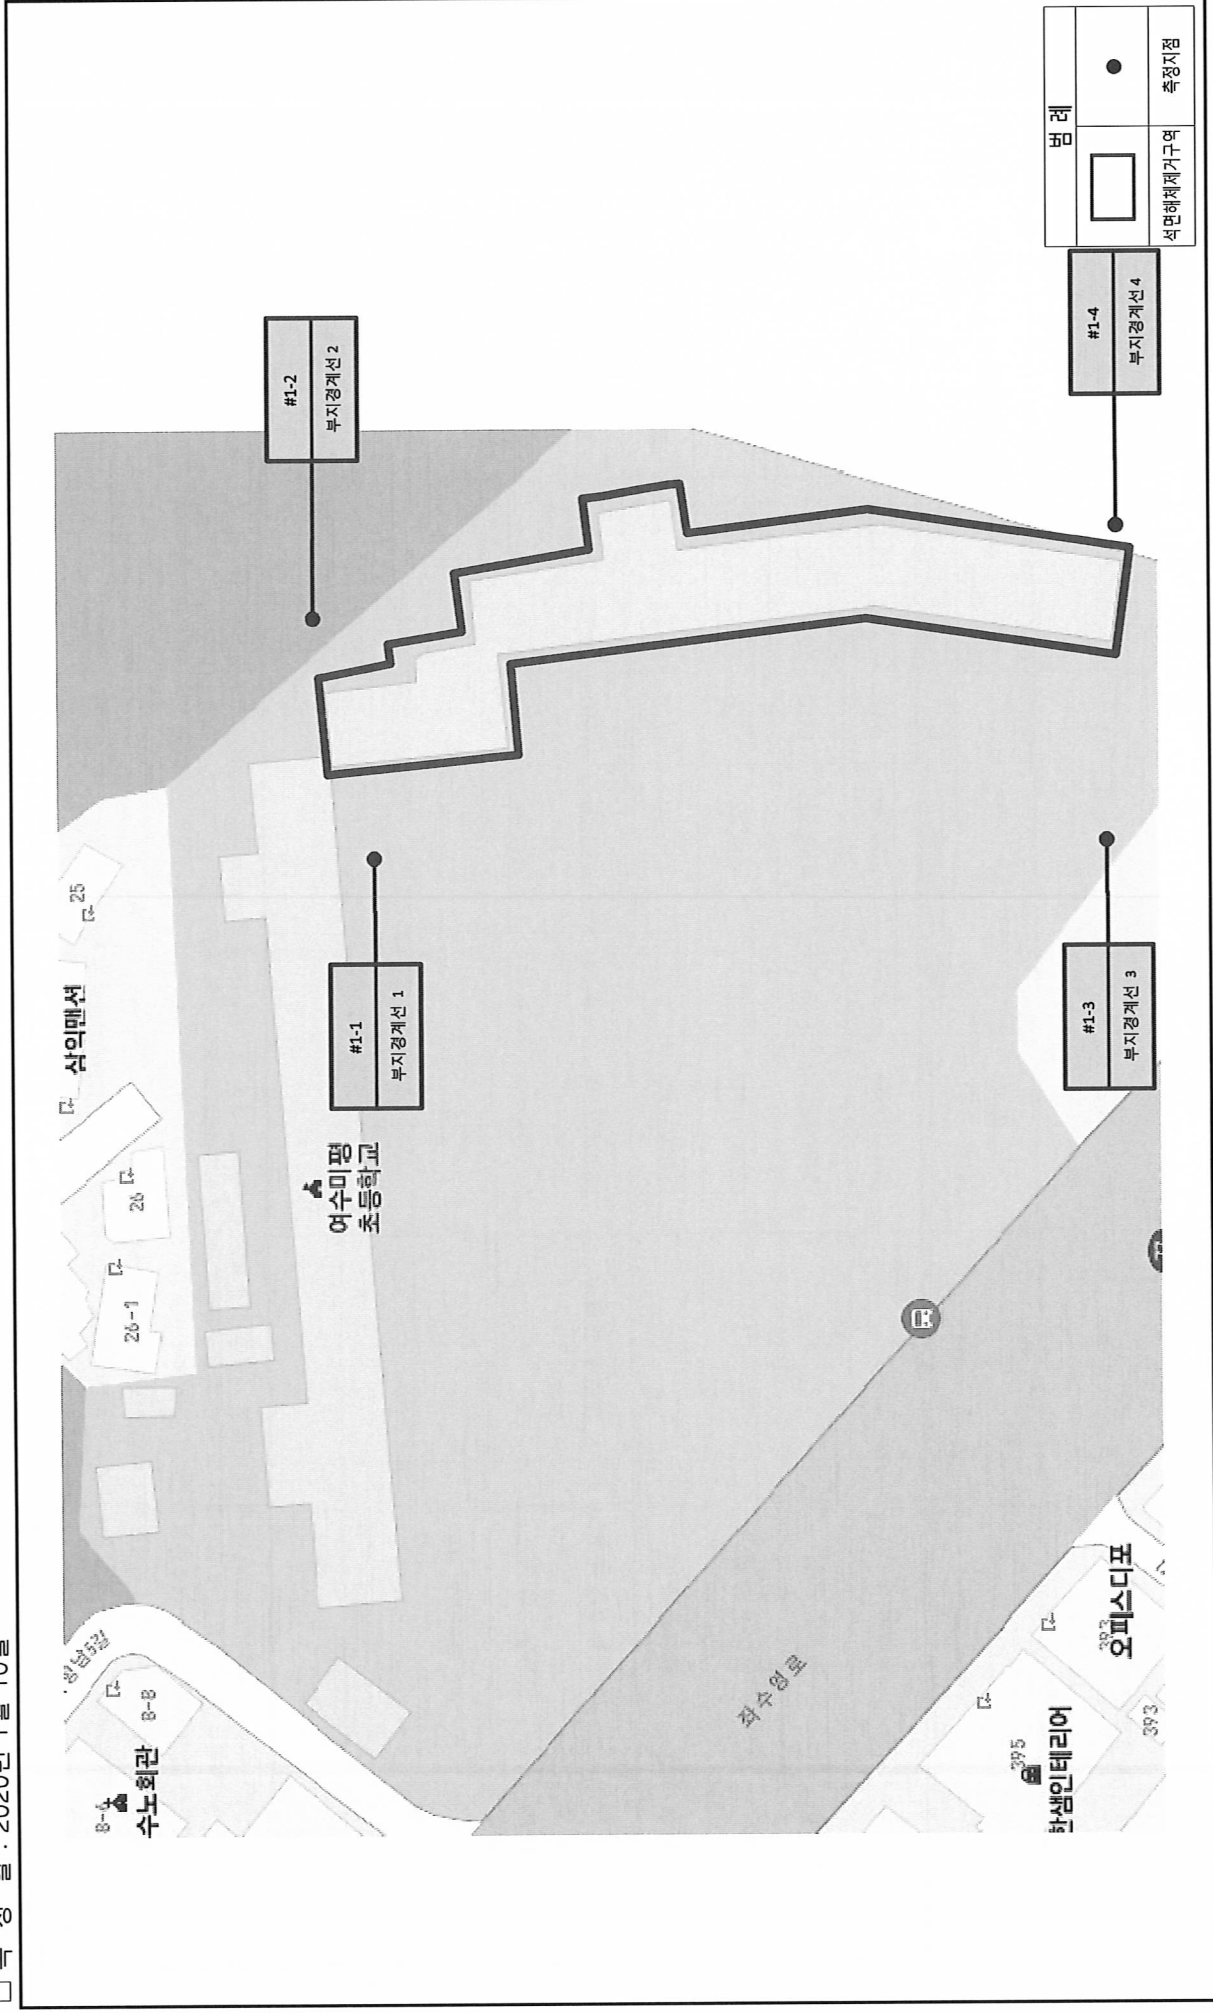 □ 측 정 일 : 2020년 1월 10일
#1-2
부지경계선 2
#1-4
부지경계선 4
범 례
석면해체제거구역
측정지점
#1-1
부지경계선 1
#1-3
부지경계선 3
25
삼익맨션
26
26-1
여수미평
초등학교
8-8
8-6
수노회관
좌수영로
오피스디포
393
395
한샘인테리어
393